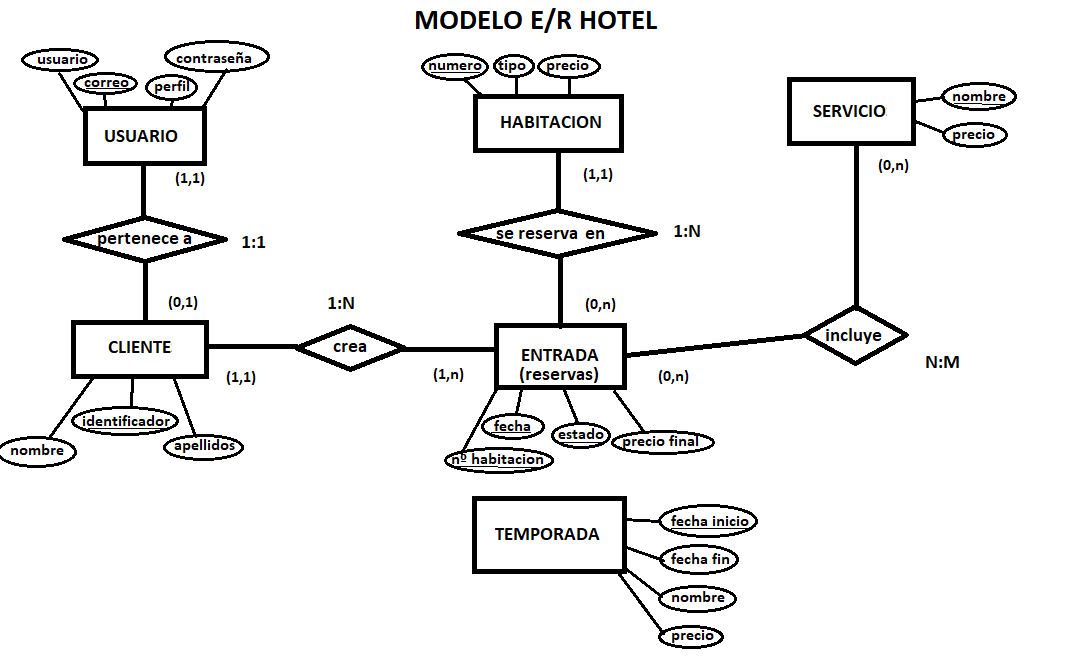 MODELO E/R HOTEL
usuario
correo
perfil
contraseña
USUARIO
(1,1)
pertenece a
1:1
(0,1)
CLIENTE
(1,1)
nombre
identificador
apellidos
1:N
crea
(1,n)
numero
tipo
precio
HABITACION
(1,1)
se reserva en
1:N
(0,n)
ENTRADA
(reservas)
(0,n)
nº habitacion
fecha
estado
precio final
SERVICIO
nombre
precio
(0,n)
incluye
N:M
TEMPORADA
fecha inicio
fecha fin
nombre
precio